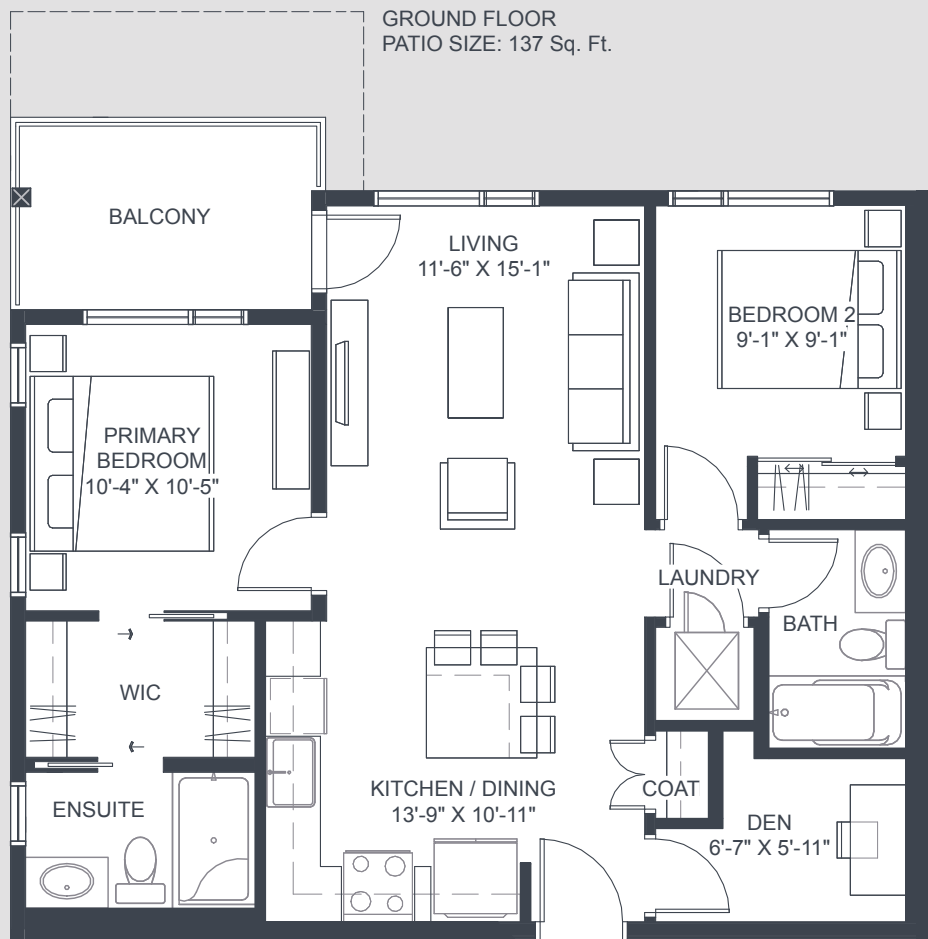 GROUND FLOOR
PATIO SIZE: 137 Sq. Ft.
BALCONY
LIVING
11'-6" X 15'-1"
BEDROOM 2
9'-1" X 9'-1"
PRIMARY
BEDROOM
10'-4" X 10'-5"
LAUNDRY
BATH
WIC
KITCHEN / DINING
13'-9" X 10'-11"
COAT
ENSUITE
DEN
6'-7" X 5'-11"